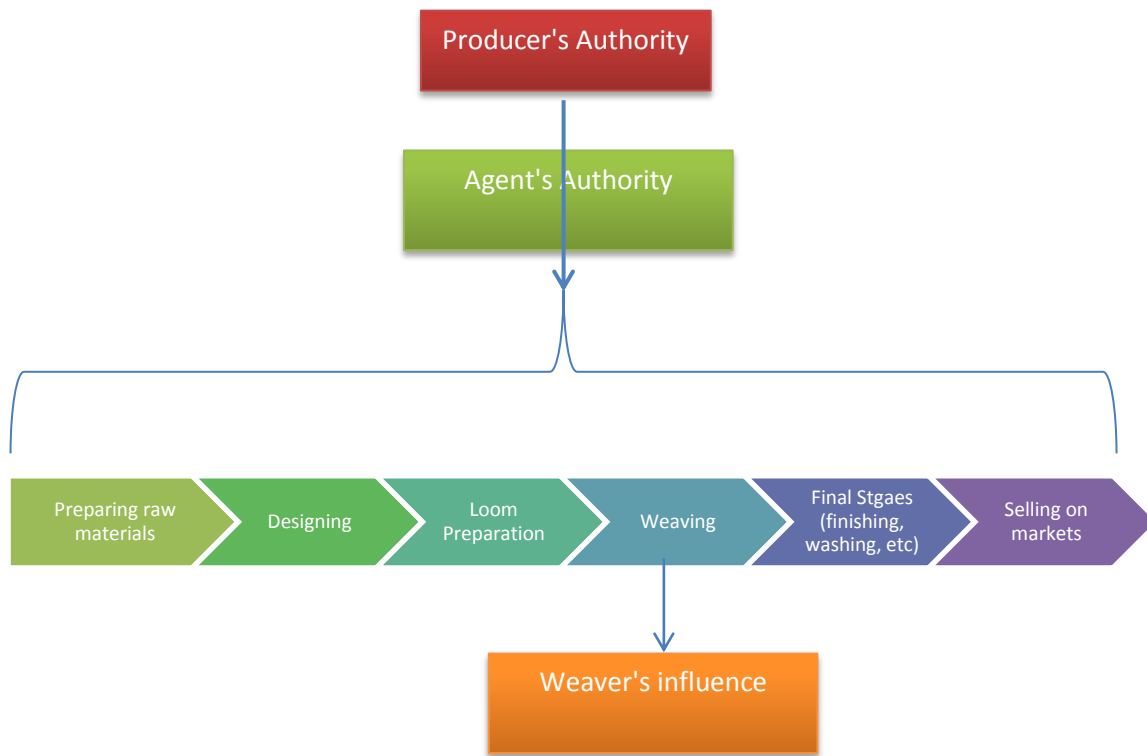 Producer's Authority
Agent's Authority
Preparing raw
materials
Designing
Loom
Preparation
Weaving
Final Stgaes
(finishing,
washing, etc)
Selling on
markets
Weaver's influence